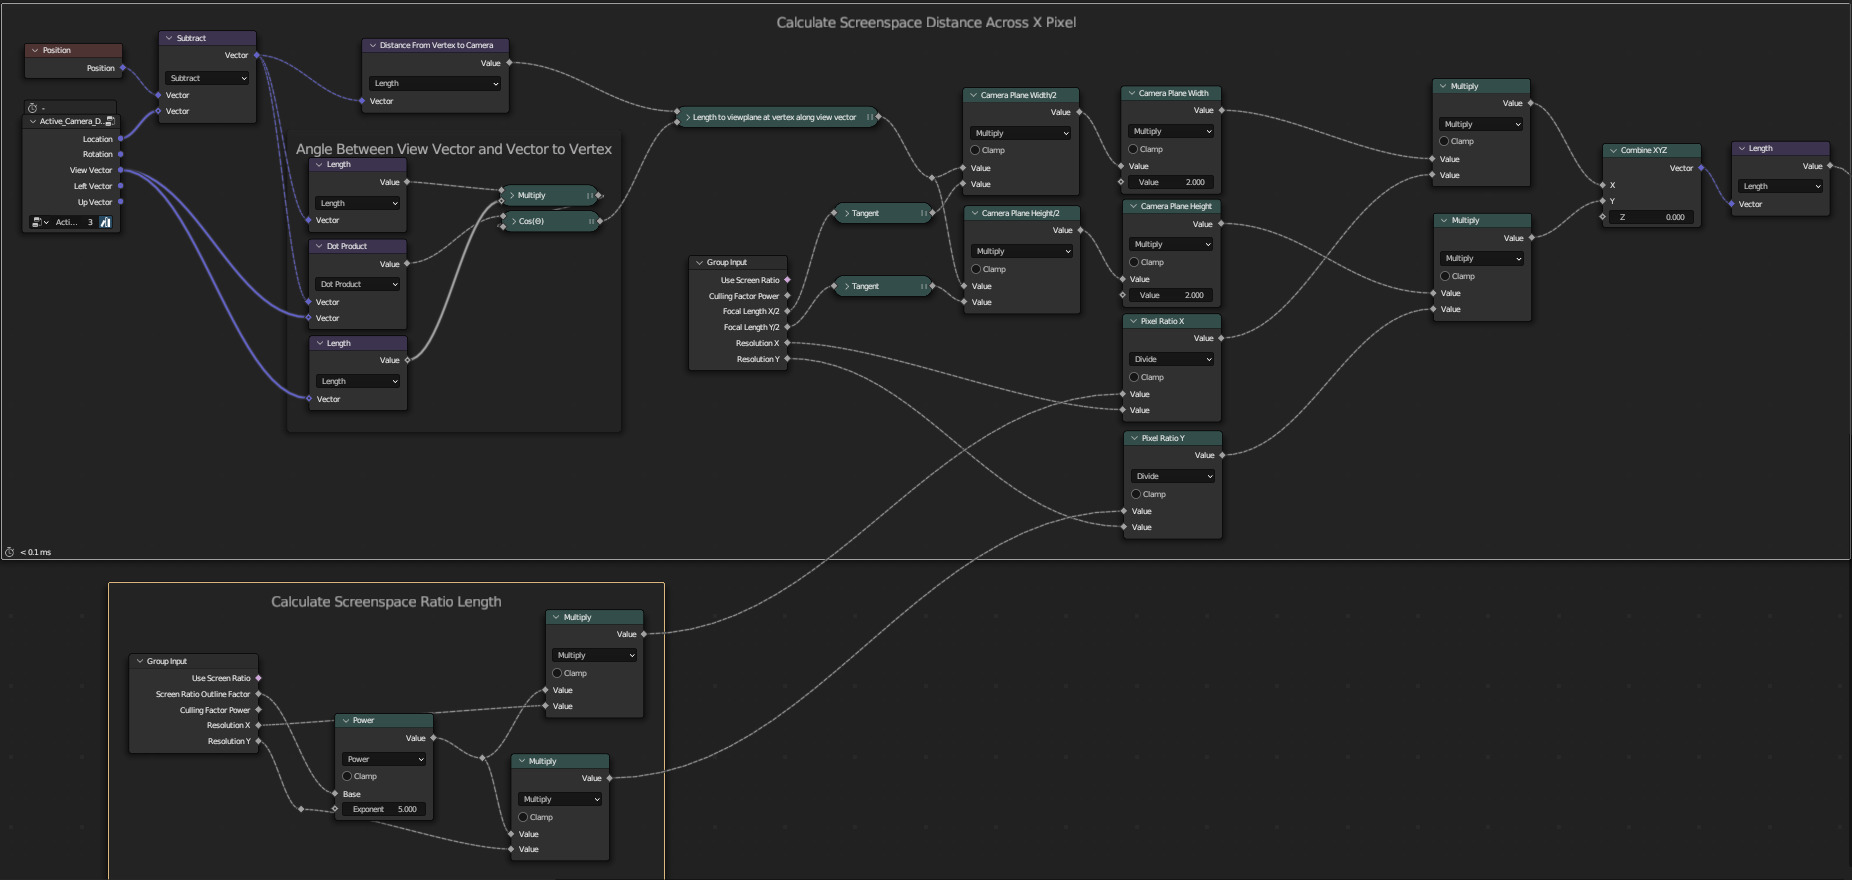 Calculate Screenspace Distance Across X Pixel
Position
Position
Subtract
Vector
Subtract
Vector
Vector
-
Active_Camera_D...
Location
Rotation
View Vector
Left Vector
Up Vector
Acti... 3
Distance From Vertex to Camera
Value
Length
Vector
Angle Between View Vector and Vector to Vertex
Length
Value
Length
Vector
Dot Product
Value
Dot Product
Vector
Vector
Length
Value
Length
Vector
Multiply
Cos(Θ)
Length to viewplane at vertex along view vector
Group Input
Use Screen Ratio
Culling Factor Power
Focal Length X/2
Focal Length Y/2
Resolution X
Resolution Y
Tangent
Tangent
Camera Plane Width/2
Value
Multiply
Clamp
Value
Value
Camera Plane Height/2
Value
Multiply
Clamp
Value
Value
Camera Plane Width
Value
Multiply
Clamp
Value
Value 2.000
Camera Plane Height
Value
Multiply
Clamp
Value
Value 2.000
Pixel Ratio X
Value
Divide
Clamp
Value
Value
Pixel Ratio Y
Value
Divide
Clamp
Value
Value
Multiply
Value
Multiply
Clamp
Value
Value
Multiply
Value
Multiply
Clamp
Value
Value
Combine XYZ
Vector
X
Y
Z 0.000
Length
Value
Length
Vector
< 0.1 ms
Calculate Screenspace Ratio Length
Group Input
Use Screen Ratio
Screen Ratio Outline Factor
Culling Factor Power
Resolution X
Resolution Y
Power
Value
Power
Clamp
Base
Exponent 5.000
Multiply
Value
Multiply
Clamp
Value
Value
Multiply
Value
Multiply
Clamp
Value
Value